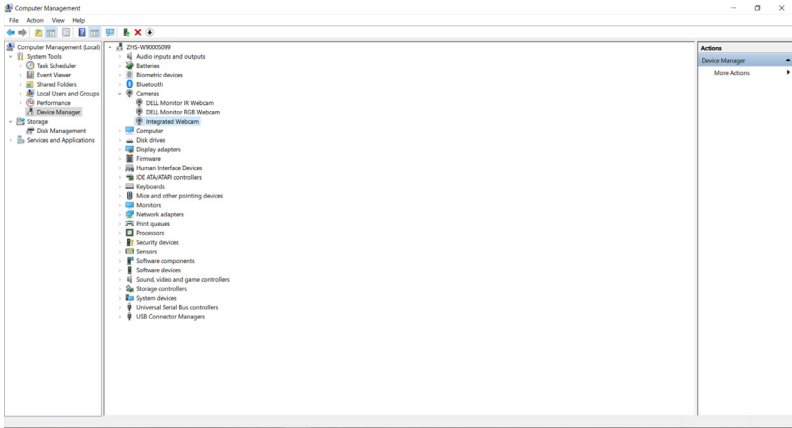 Computer Management
File Action View Help
Computer Management (Local)
System Tools
Task Scheduler
Event Viewer
Shared Folders
Local Users and Groups
Performance
Device Manager
Storage
Disk Management
Services and Applications
ZHS-W90005099
Audio inputs and outputs
Batteries
Biometric devices
Bluetooth
Cameras
DELL Monitor IR Webcam
DELL Monitor RGB Webcam
Integrated Webcam
Computer
Disk drives
Display adapters
Firmware
Human Interface Devices
IDE ATA/ATAPI controllers
Keyboards
Mice and other pointing devices
Monitors
Network adapters
Print queues
Processors
Security devices
Sensors
Software components
Software devices
Sound, video and game controllers
Storage controllers
System devices
Universal Serial Bus controllers
USB Connector Managers
Actions
Device Manager
More Actions